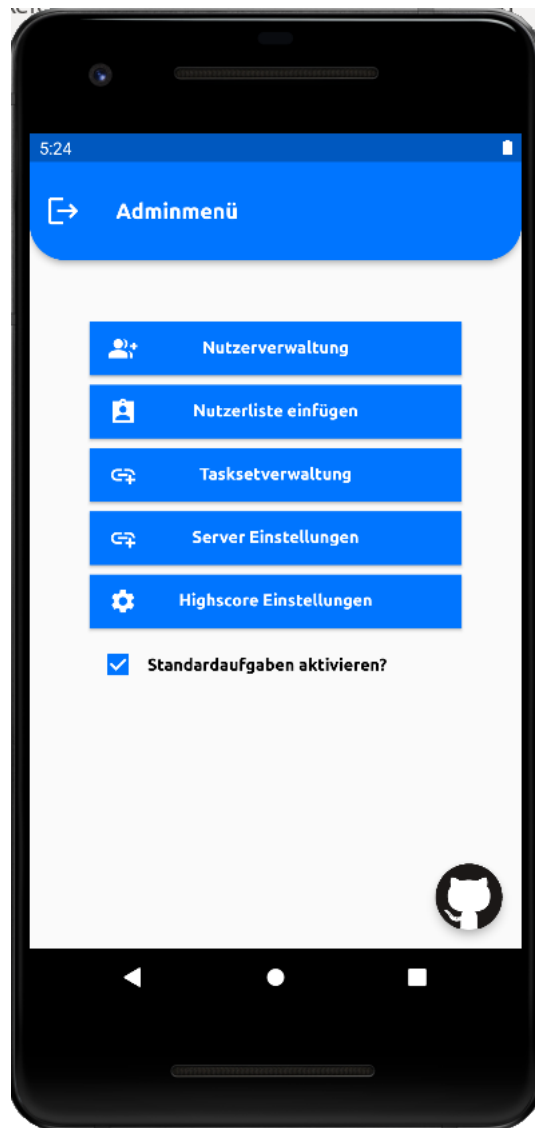 5:24
Adminmenü
Nutzerverwaltung
Nutzerliste einfügen
Tasksetverwaltung
Server Einstellungen
Highscore Einstellungen
Standardaufgaben aktivieren?